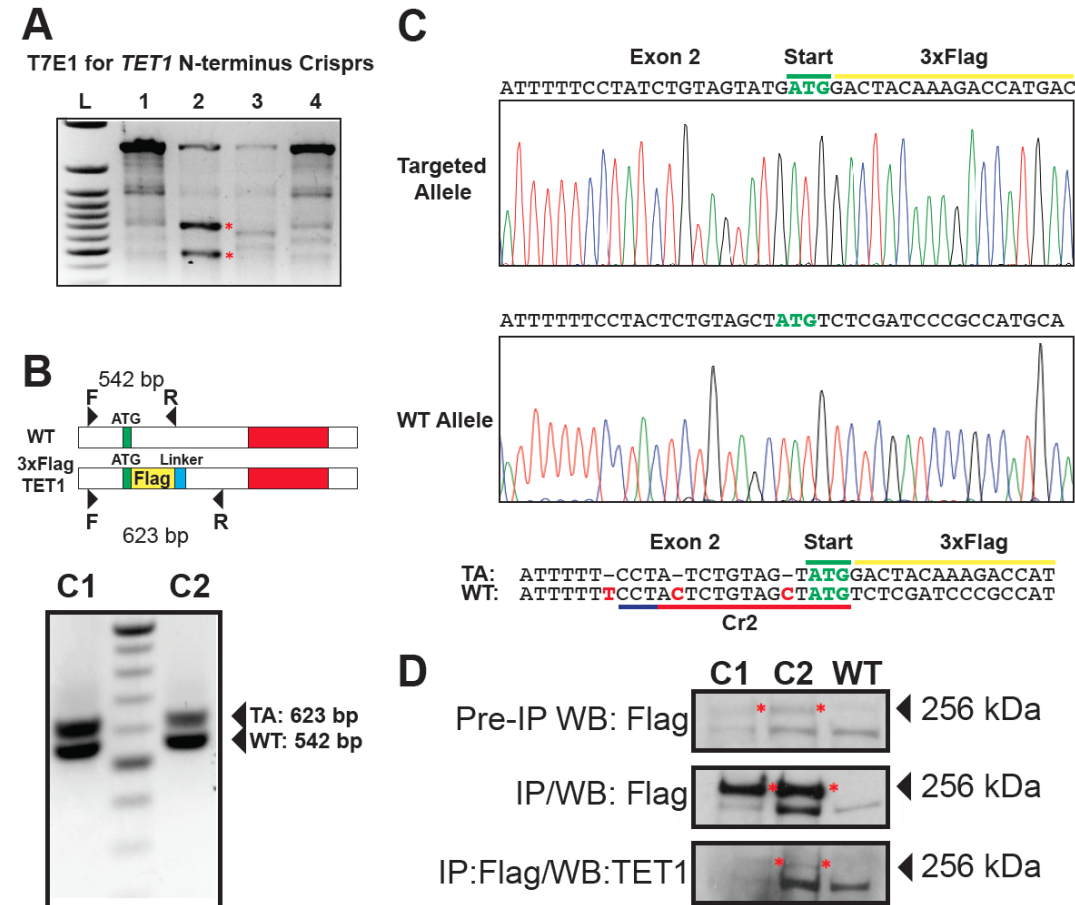 A
T7E1 for TET1 N-terminus Crisprs
L 1 2 3 4
*
*
B
542 bp
F R
ATG
WT
ATG Linker
3xFlag
TET1
Flag
F R
623 bp
C1 C2
TA: 623 bp
WT: 542 bp
C
Exon 2 Start 3xFlag
ATTTTTCCTATCTGTAGTATGATGGACTACAAAGACCATGAC
Targeted
Allele
ATTTTTTCCTACTCTGTAGCTATGTCTCGATCCCGCCATGCA
WT Allele
Exon 2 Start 3xFlag
TA: ATTTTT-CCTA-TCTGTAG-TATGGACTACAAAGACCAT
WT: ATTTTTTCCTACTCTGTAGCTATGTCTCGATCCCGCCAT
Cr2
D
C1 C2 WT
Pre-IP WB: Flag * * 256 kDa
IP/WB: Flag * * 256 kDa
IP:Flag/WB:TET1 * * 256 kDa